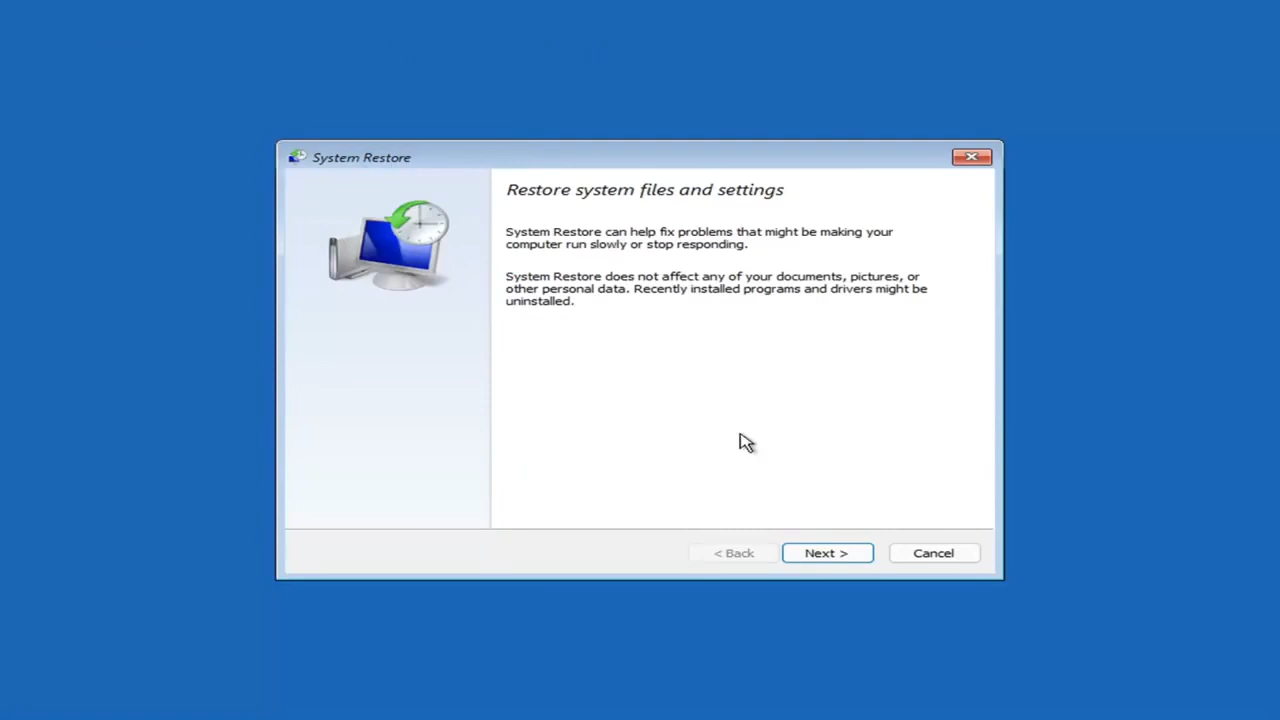 System Restore
Restore system files and settings
System Restore can help fix problems that might be making your
computer run slowly or stop responding.
System Restore does not affect any of your documents, pictures, or
other personal data. Recently installed programs and drivers might be
uninstalled.
< Back Next > Cancel